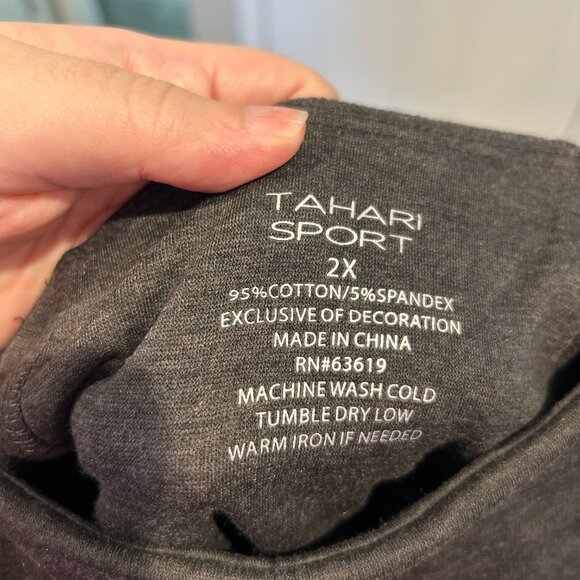 TAHARI
SPORT
2X
95%COTTON/5%SPANDEX
EXCLUSIVE OF DECORATION
MADE IN CHINA
RN#63619
MACHINE WASH COLD
TUMBLE DRY LOW
WARM IRON IF NEEDED